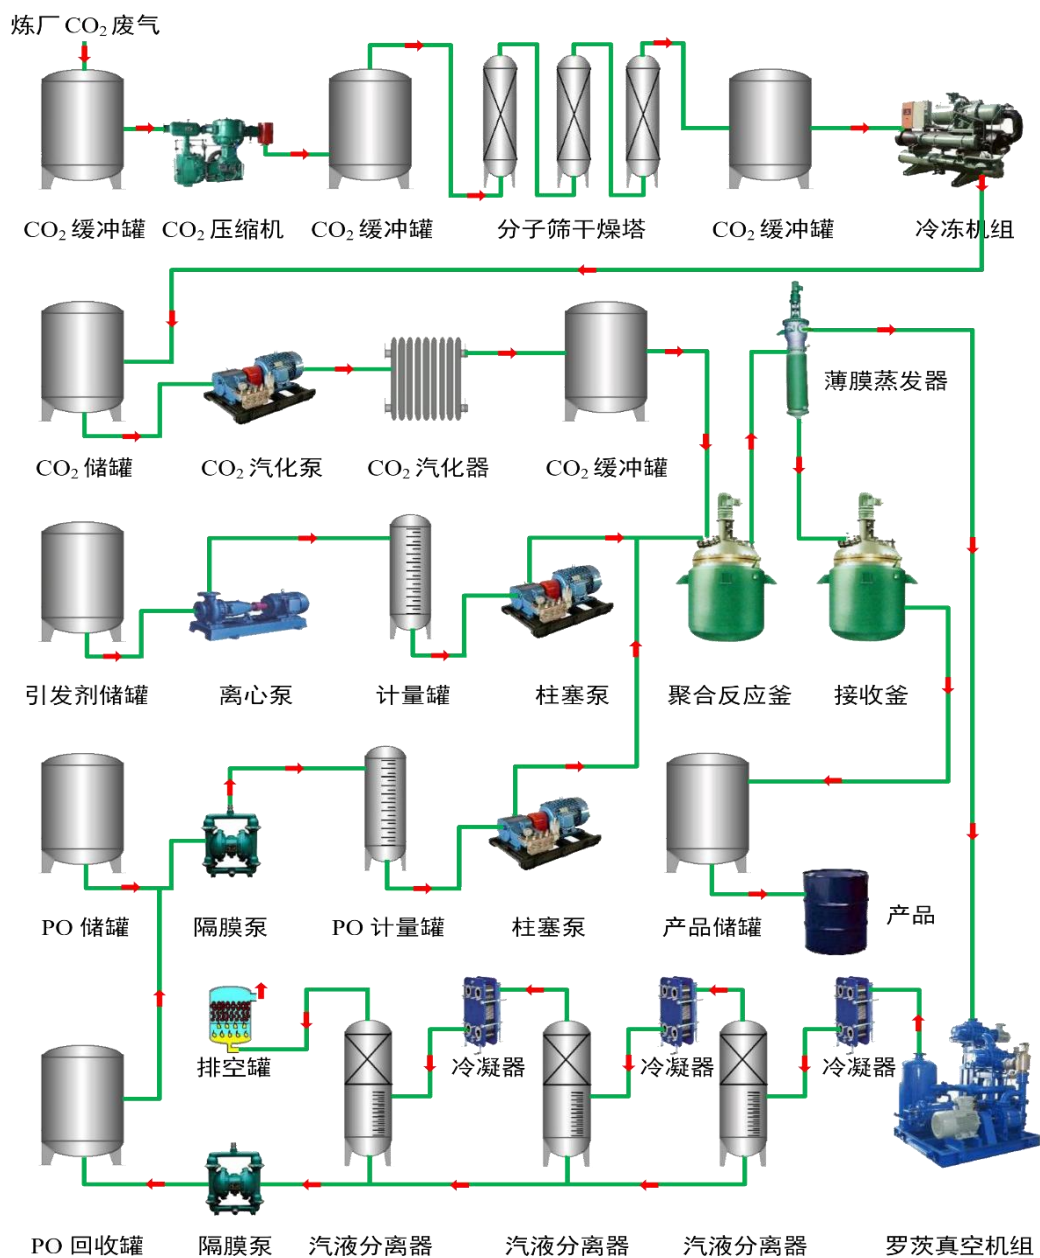 炼厂 CO₂ 废气
CO₂ 缓冲罐 CO₂ 压缩机 CO₂ 缓冲罐 分子筛干燥塔 CO₂ 缓冲罐 冷冻机组
薄膜蒸发器
CO₂ 储罐 CO₂ 汽化泵 CO₂ 汽化器 CO₂ 缓冲罐
引发剂储罐 离心泵 计量罐 柱塞泵 聚合反应釜 接收釜
PO 储罐 隔膜泵 PO 计量罐 柱塞泵 产品储罐 产品
排空罐 冷凝器 冷凝器 冷凝器
PO 回收罐 隔膜泵 汽液分离器 汽液分离器 汽液分离器 罗茨真空机组